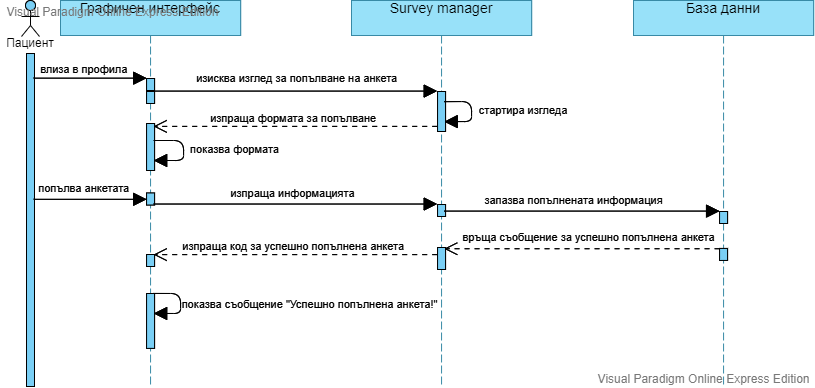 Visual Paradigm Online Express Edition
Графичен интерфейс
Survey manager
База данни
Пациент
влиза в профила
изисква изглед за попълване на анкета
стартира изгледа
изпраща формата за попълване
показва формата
попълва анкетата
изпраща информацията
запазва попълнената информация
връща съобщение за успешно попълнена анкета
изпраща код за успешно попълнена анкета
показва съобщение "Успешно попълнена анкета!"
Visual Paradigm Online Express Edition